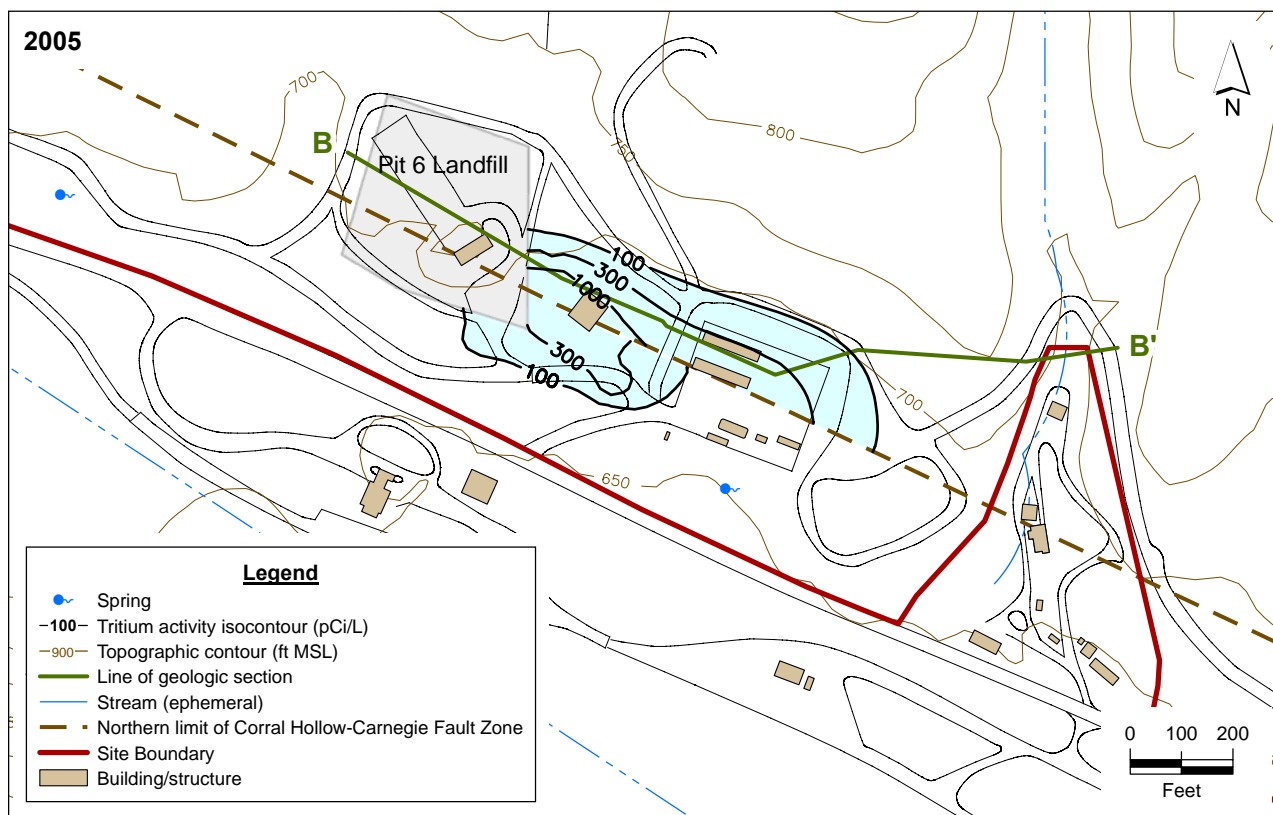 2005
N
700
800
750
B
Pit 6 Landfill
100
300
1000
B'
300
100
700
650
Legend
Spring
100 Tritium activity isocontour (pCi/L)
900 Topographic contour (ft MSL)
Line of geologic section
Stream (ephemeral)
Northern limit of Corral Hollow-Carnegie Fault Zone
Site Boundary
Building/structure
0 100 200
Feet